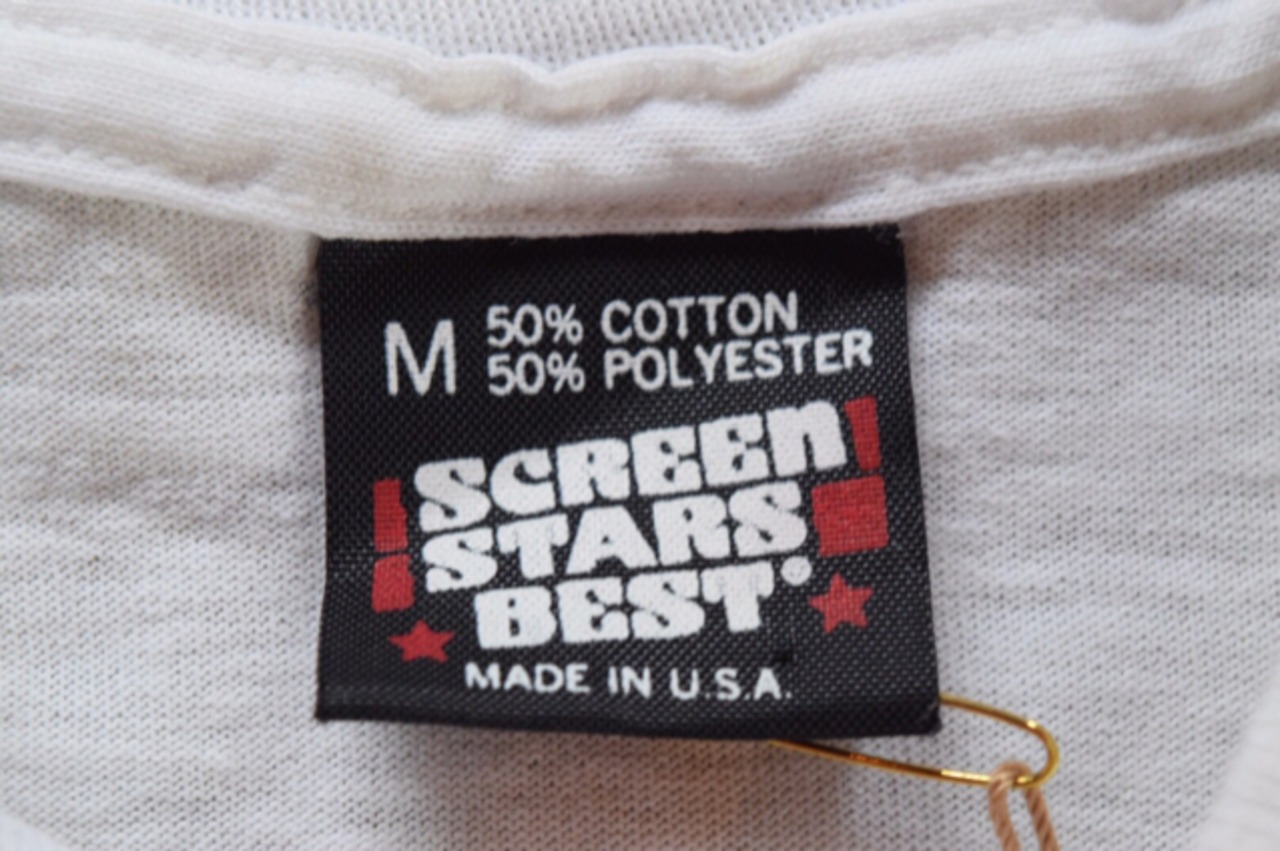 M 50% COTTON
50% POLYESTER
SCREEN
STARS
BEST
MADE IN U.S.A.